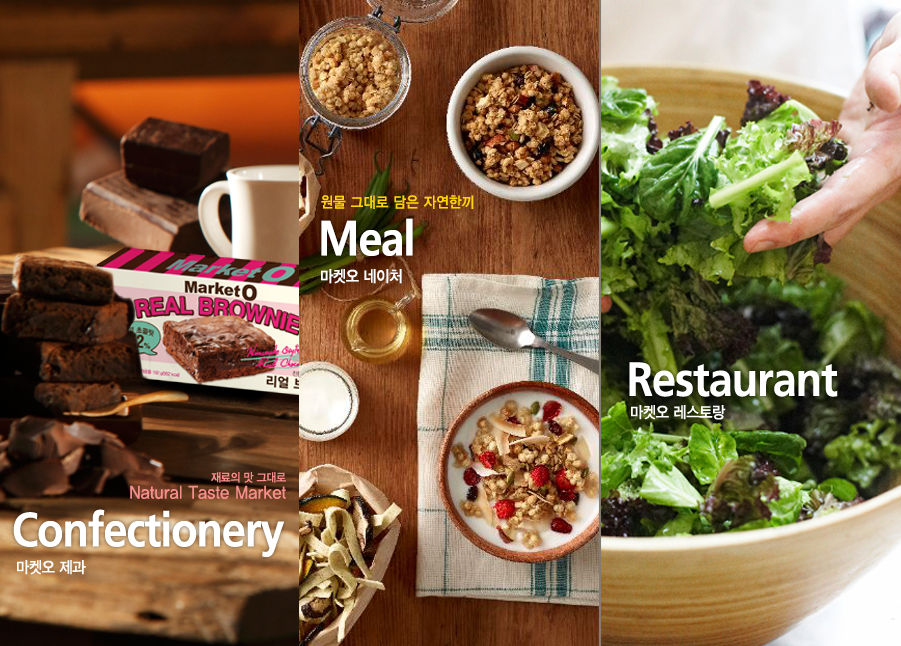 Market O
Market O
REAL BROWNIE
리얼 브
재료의 맛 그대로
Natural Taste Market
Confectionery
마켓오 제과
원물 그대로 담은 자연한끼
Meal
마켓오 네이처
Restaurant
마켓오 레스토랑